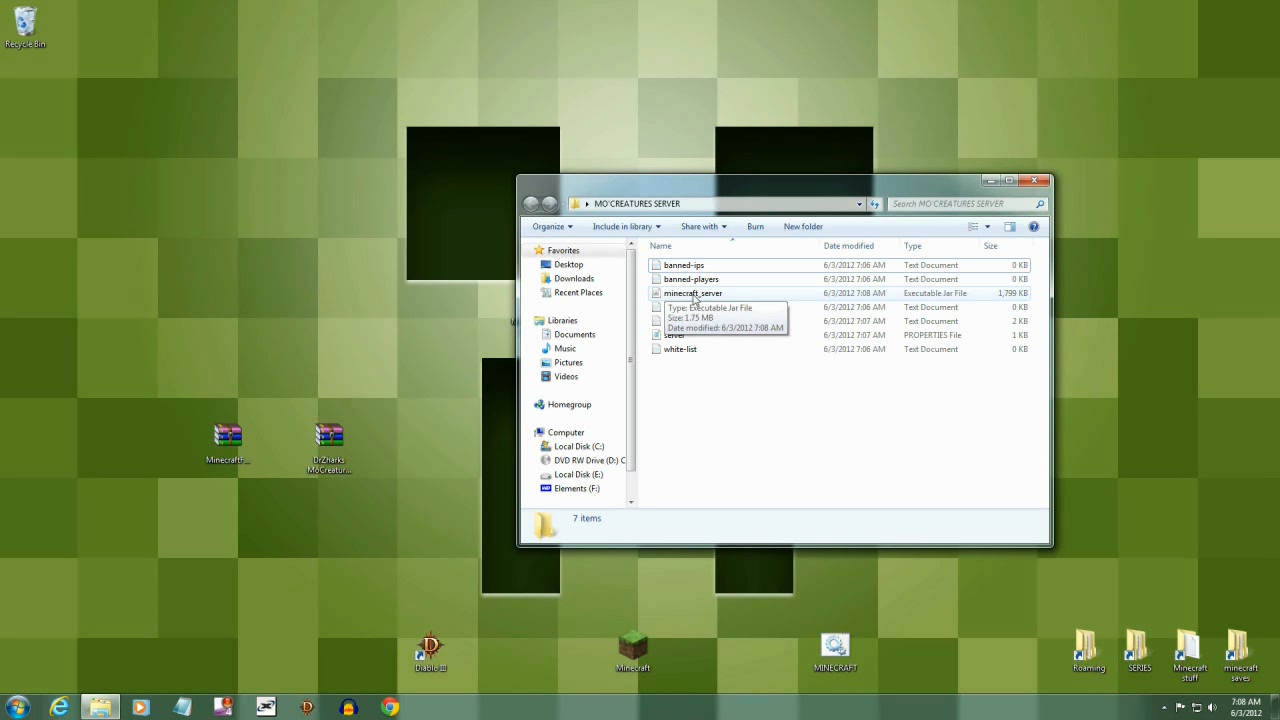 Recycle Bin
MO'CREATURES SERVER
Search MO'CREATURES SERVER
Organize
Include in library
Share with
Burn
New folder
Name
Date modified
Type
Size
Favorites
Desktop
Downloads
Recent Places
Libraries
Documents
Music
Pictures
Videos
Homegroup
Computer
Local Disk (C:)
DVD RW Drive (D:) C
Local Disk (E:)
Elements (F:)
banned-ips 6/3/2012 7:06 AM Text Document 0 KB
banned-players 6/3/2012 7:06 AM Text Document 0 KB
minecraft_server 6/3/2012 7:08 AM Executable Jar File 1,799 KB
6/3/2012 7:06 AM Text Document 0 KB
6/3/2012 7:07 AM Text Document 2 KB
server 6/3/2012 7:07 AM PROPERTIES File 1 KB
white-list 6/3/2012 7:06 AM Text Document 0 KB
Type: Executable Jar File
Size: 1.75 MB
Date modified: 6/3/2012 7:08 AM
7 items
MinecraftF...
DrZharks
MoCreatur...
Diablo III
Minecraft
MINECRAFT
Roaming
SERIES
Minecraft
stuff
minecraft
saves
7:08 AM
6/3/2012